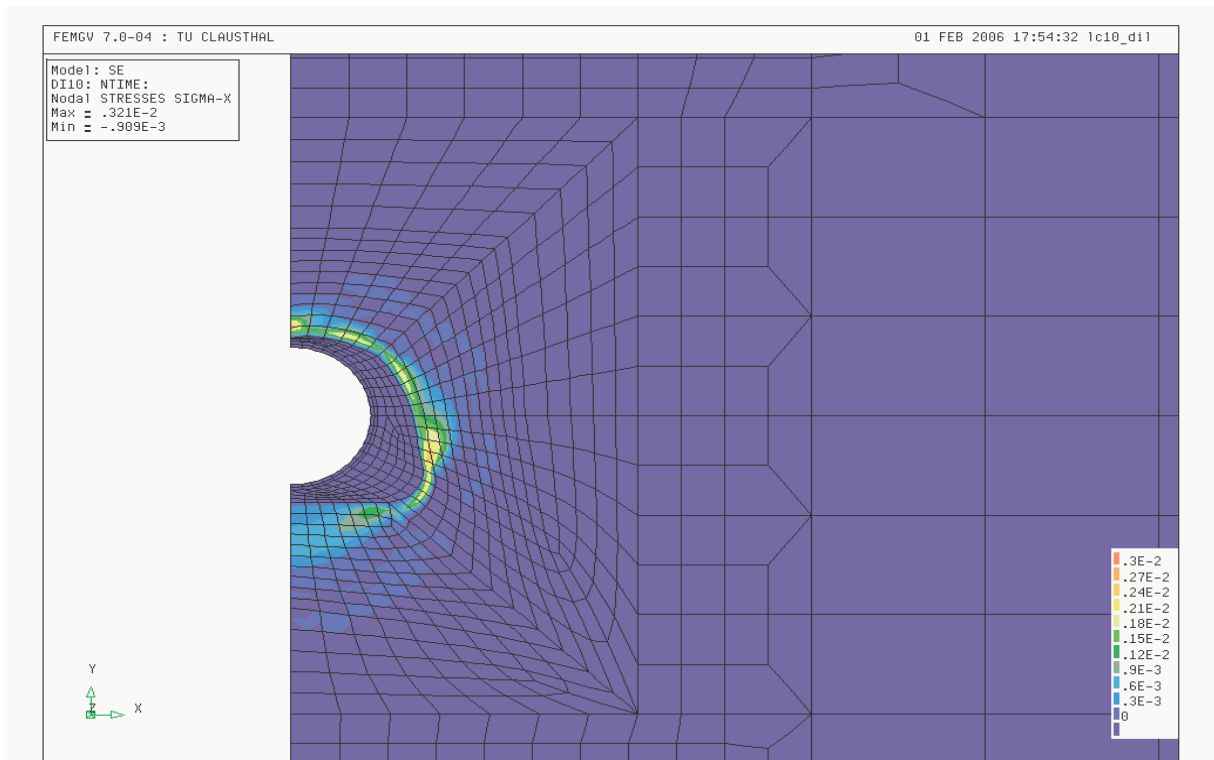 FEMGV 7.0-04 : TU CLAUSTHAL
01 FEB 2006 17:54:32 lc10_dil
Model: SE
DI10: NTIME:
Nodal STRESSES SIGMA-X
Max = .321E-2
Min = -.909E-3
.3E-2
.27E-2
.24E-2
.21E-2
.18E-2
.15E-2
.12E-2
.9E-3
.6E-3
.3E-3
0
Y
Z
X